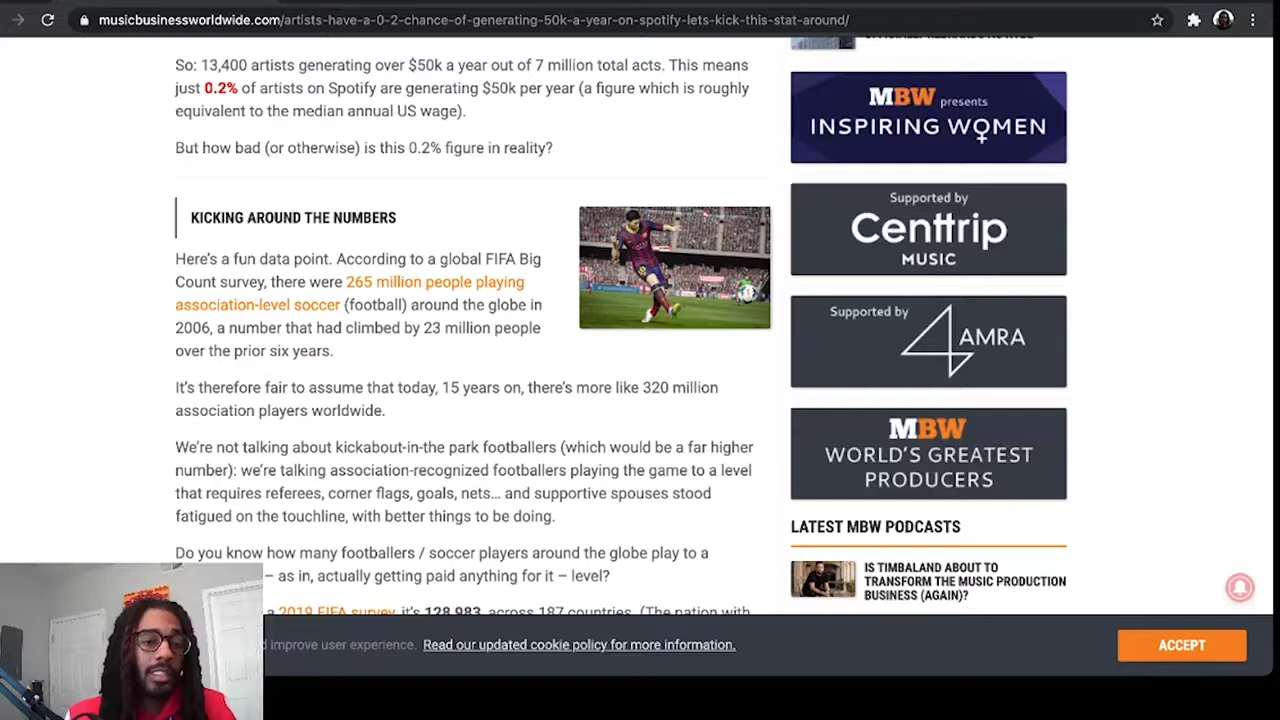 musicbusinessworldwide.com/artists-have-a-0-2-chance-of-generating-50k-a-year-on-spotify-lets-kick-this-stat-around/
So: 13,400 artists generating over $50k a year out of 7 million total acts. This means
just 0.2% of artists on Spotify are generating $50k per year (a figure which is roughly
equivalent to the median annual US wage).
But how bad (or otherwise) is this 0.2% figure in reality?
KICKING AROUND THE NUMBERS
Here's a fun data point. According to a global FIFA Big
Count survey, there were 265 million people playing
association-level soccer (football) around the globe in
2006, a number that had climbed by 23 million people
over the prior six years.
It's therefore fair to assume that today, 15 years on, there's more like 320 million
association players worldwide.
We're not talking about kickabout-in-the park footballers (which would be a far higher
number): we're talking association-recognized footballers playing the game to a level
that requires referees, corner flags, goals, nets… and supportive spouses stood
fatigued on the touchline, with better things to be doing.
Do you know how many footballers / soccer players around the globe play to a
– as in, actually getting paid anything for it – level?
a 2019 FIFA survey, it's 128,983, across 187 countries. (The nation with
MBW presents
INSPIRING WOMEN
Supported by
Centtrip
MUSIC
Supported by
AMRA
MBW
WORLD'S GREATEST
PRODUCERS
LATEST MBW PODCASTS
IS TIMBALAND ABOUT TO
TRANSFORM THE MUSIC PRODUCTION
BUSINESS (AGAIN)?
improve user experience. Read our updated cookie policy for more information.
ACCEPT